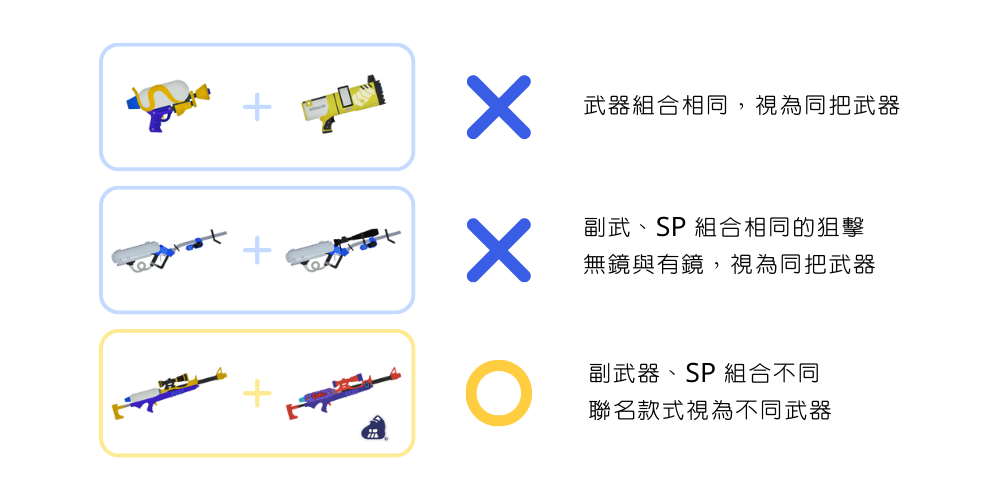 武器組合相同，視為同把武器
副武、SP 組合相同的狙擊
無鏡與有鏡，視為同把武器
副武器、SP 組合不同
聯名款式視為不同武器